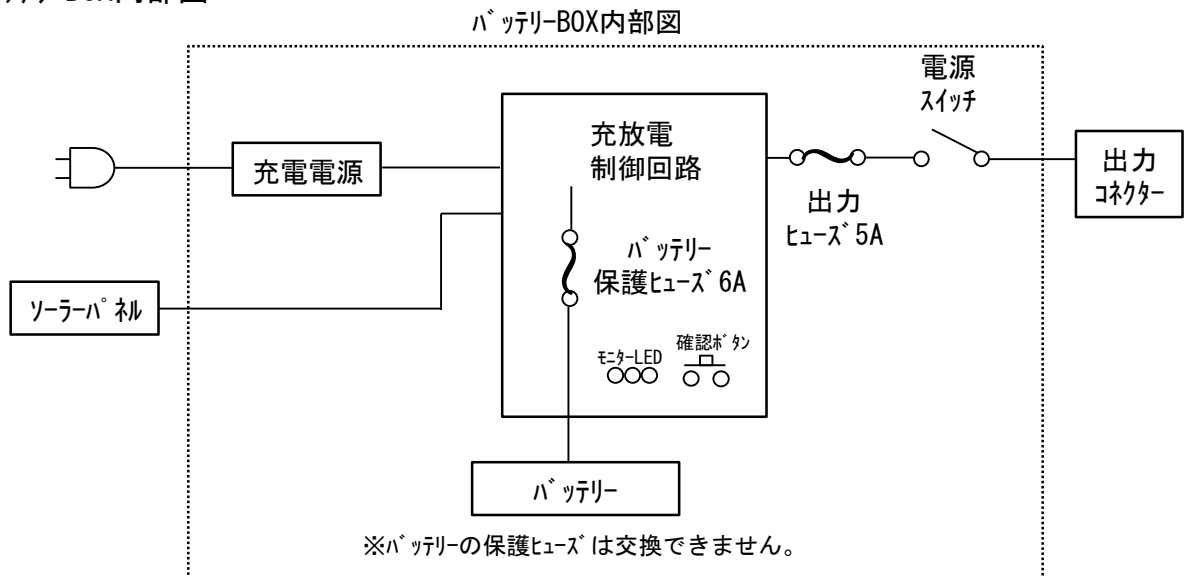 バッテリーBOX内部図
電源
スイッチ
充放電
制御回路
充電電源
出力
コネクター
出力
ヒューズ5A
バッテリー
保護ヒューズ6A
ソーラーパネル
モニターLED
確認ボタン
バッテリー
※バッテリーの保護ヒューズは交換できません。